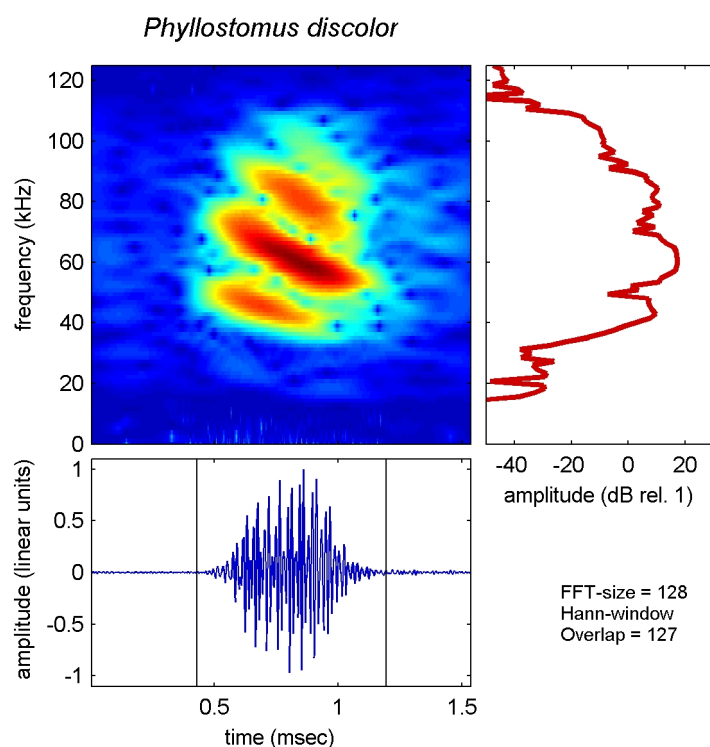 Phyllostomus discolor
120
100
80
60
40
20
0
frequency (kHz)
-40 -20 0 20
amplitude (dB rel. 1)
1
0.5
0
-0.5
-1
amplitude (linear units)
0.5 1 1.5
time (msec)
FFT-size = 128
Hann-window
Overlap = 127